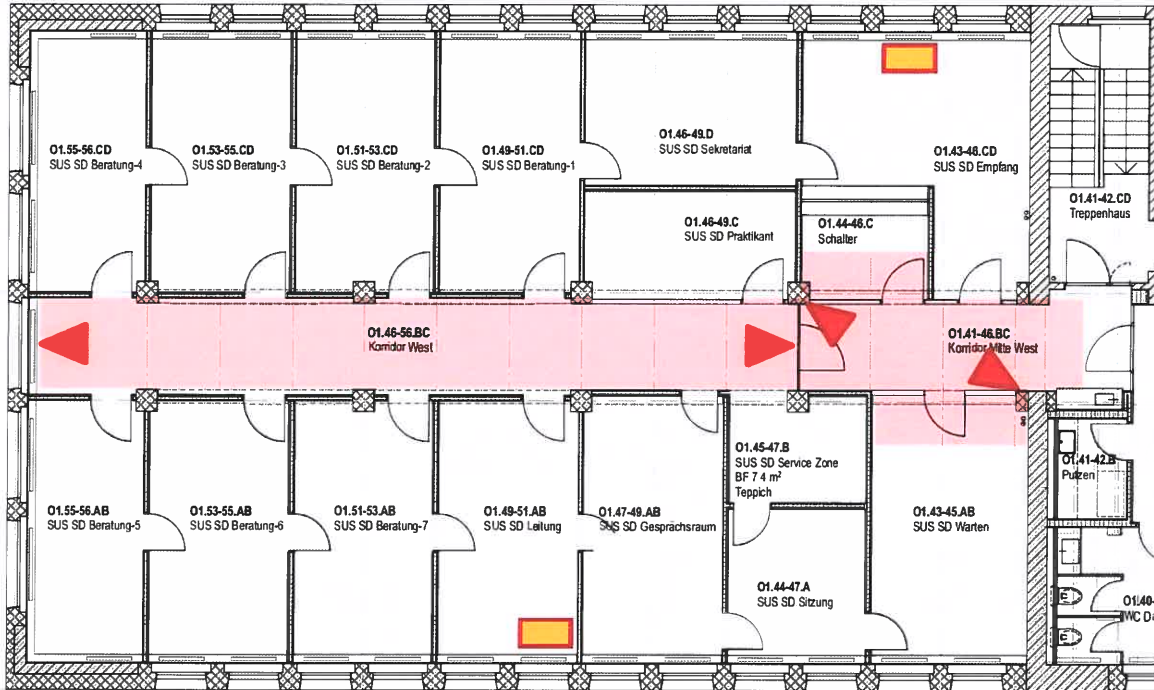 O1.55-56.CD
SUS SD Beratung-4
O1.53-55.CD
SUS SD Beratung-3
O1.51-53.CD
SUS SD Beratung-2
O1.49-51.CD
SUS SD Beratung-1
O1.46-49.D
SUS SD Sekretariat
O1.43-46.CD
SUS SD Empfang
O1.41-42.CD
Treppenhaus
O1.46-49.C
SUS SD Praktikant
O1.44-46.C
Schalter
O1.46-56.BC
Korridor West
O1.41-46.BC
Korridor Mitte West
O1.45-47.B
SUS SD Service Zone
BF 7 4 m²
Teppich
O1.41-42.B
Putzen
O1.55-56.AB
SUS SD Beratung-5
O1.53-55.AB
SUS SD Beratung-6
O1.51-53.AB
SUS SD Beratung-7
O1.49-51.AB
SUS SD Leitung
O1.47-49.AB
SUS SD Gesprächsraum
O1.43-45.AB
SUS SD Warten
O1.44-47.A
SUS SD Sitzung
O1.40-
WC Da